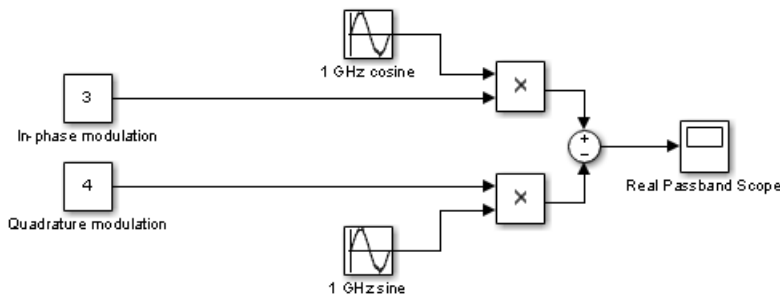 1 GHz cosine
3
×
In-phase modulation
+
−
Real Passband Scope
4
×
Quadrature modulation
1 GHz sine